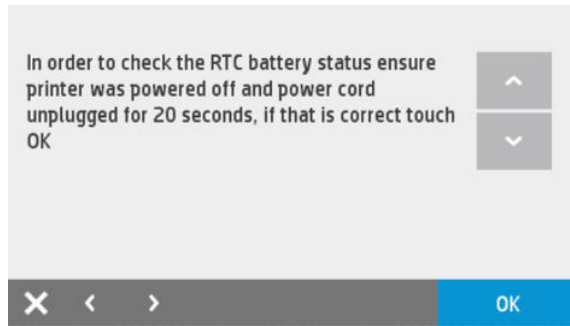 In order to check the RTC battery status ensure
printer was powered off and power cord
unplugged for 20 seconds, if that is correct touch
OK
OK